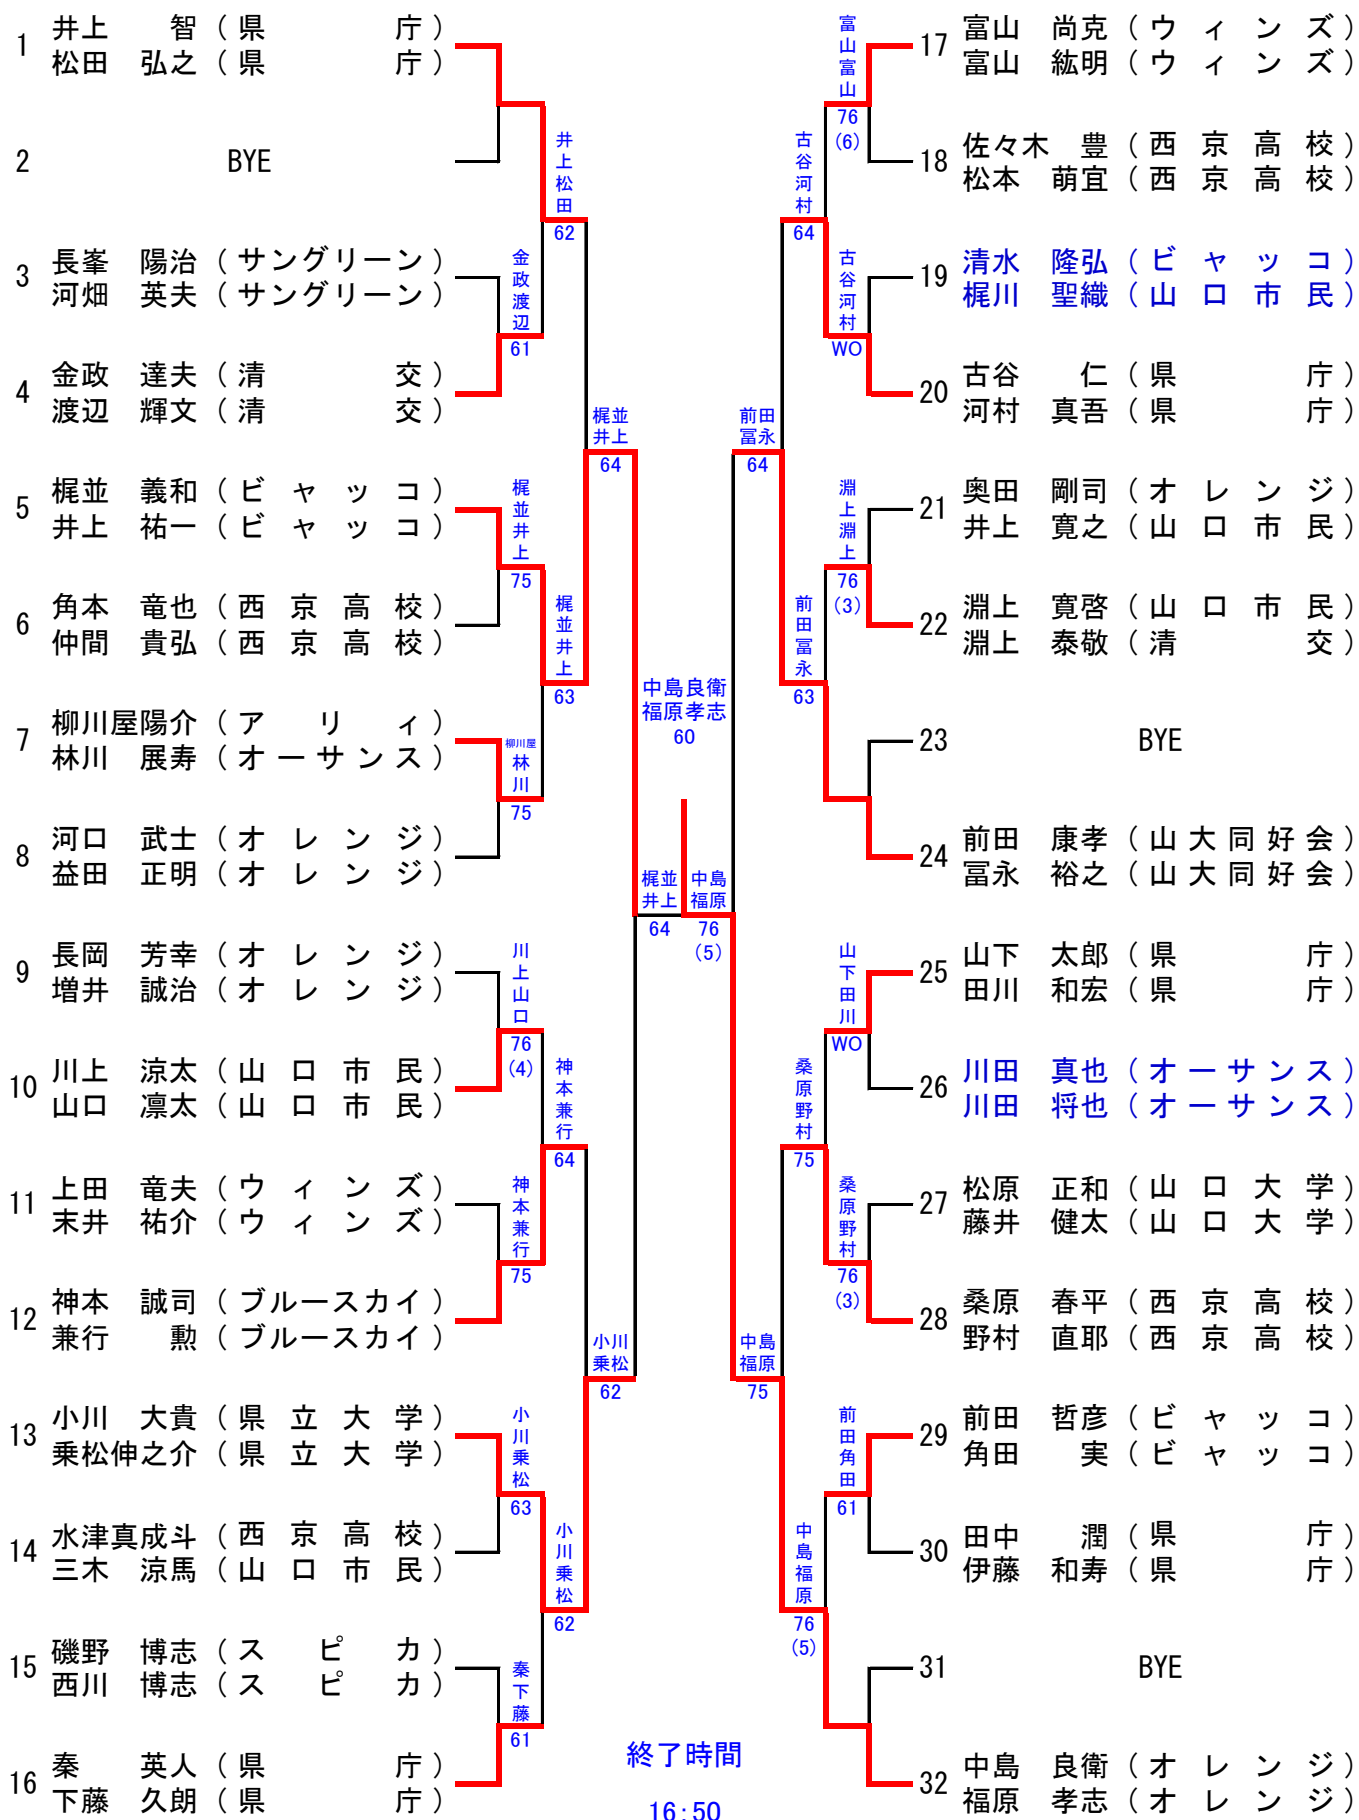 1 井上 智 (県 庁)
松田 弘之 (県 庁)
2 BYE
3 長峯 陽治 (サングリーン)
河畑 英夫 (サングリーン)
4 金政 達夫 (清 交)
渡辺 輝文 (清 交)
5 梶並 義和 (ビャッコ)
井上 祐一 (ビャッコ)
6 角本 竜也 (西京高校)
仲間 貴弘 (西京高校)
7 柳川屋陽介 (アリィ)
林川 展寿 (オーサンス)
8 河口 武士 (オレンジ)
益田 正明 (オレンジ)
9 長岡 芳幸 (オレンジ)
増井 誠治 (オレンジ)
10 川上 涼太 (山口市民)
山口 凛太 (山口市民)
11 上田 竜夫 (ウィンズ)
末井 祐介 (ウィンズ)
12 神本 誠司 (ブルースカイ)
兼行 勲 (ブルースカイ)
13 小川 大貴 (県立大学)
乗松伸之介 (県立大学)
14 水津真成斗 (西京高校)
三木 涼馬 (山口市民)
15 磯野 博志 (スピカ)
西川 博志 (スピカ)
16 秦 英人 (県 庁)
下藤 久朗 (県 庁)
井上松田
62
金政渡辺
61
梶並井上
75
梶並井上
63
柳川屋林川
75
梶並
井上
64
川上山口
76
(4)
神本兼行
64
神本兼行
75
小川
乗松
62
小川乗松
63
小川乗松
62
秦下藤
61
中島良衛
福原孝志
60
梶並
井上
64
中島
福原
76
(5)
終了時間
16:50
富山富山
76
(6)
古谷河村
64
古谷河村
WO
前田
冨永
64
淵上淵上
76
(3)
前田冨永
63
山下田川
WO
桑原野村
75
桑原野村
76
(3)
中島
福原
75
前田角田
61
中島福原
76
(5)
17 富山 尚克 (ウィンズ)
富山 紘明 (ウィンズ)
18 佐々木 豊 (西京高校)
松本 萌宜 (西京高校)
19 清水 隆弘 (ビャッコ)
梶川 聖織 (山口市民)
20 古谷 仁 (県 庁)
河村 真吾 (県 庁)
21 奥田 剛司 (オレンジ)
井上 寛之 (山口市民)
22 淵上 寛啓 (山口市民)
淵上 泰敬 (清 交)
23 BYE
24 前田 康孝 (山大同好会)
冨永 裕之 (山大同好会)
25 山下 太郎 (県 庁)
田川 和宏 (県 庁)
26 川田 真也 (オーサンス)
川田 将也 (オーサンス)
27 松原 正和 (山口大学)
藤井 健太 (山口大学)
28 桑原 春平 (西京高校)
野村 直耶 (西京高校)
29 前田 哲彦 (ビャッコ)
角田 実 (ビャッコ)
30 田中 潤 (県 庁)
伊藤 和寿 (県 庁)
31 BYE
32 中島 良衛 (オレンジ)
福原 孝志 (オレンジ)